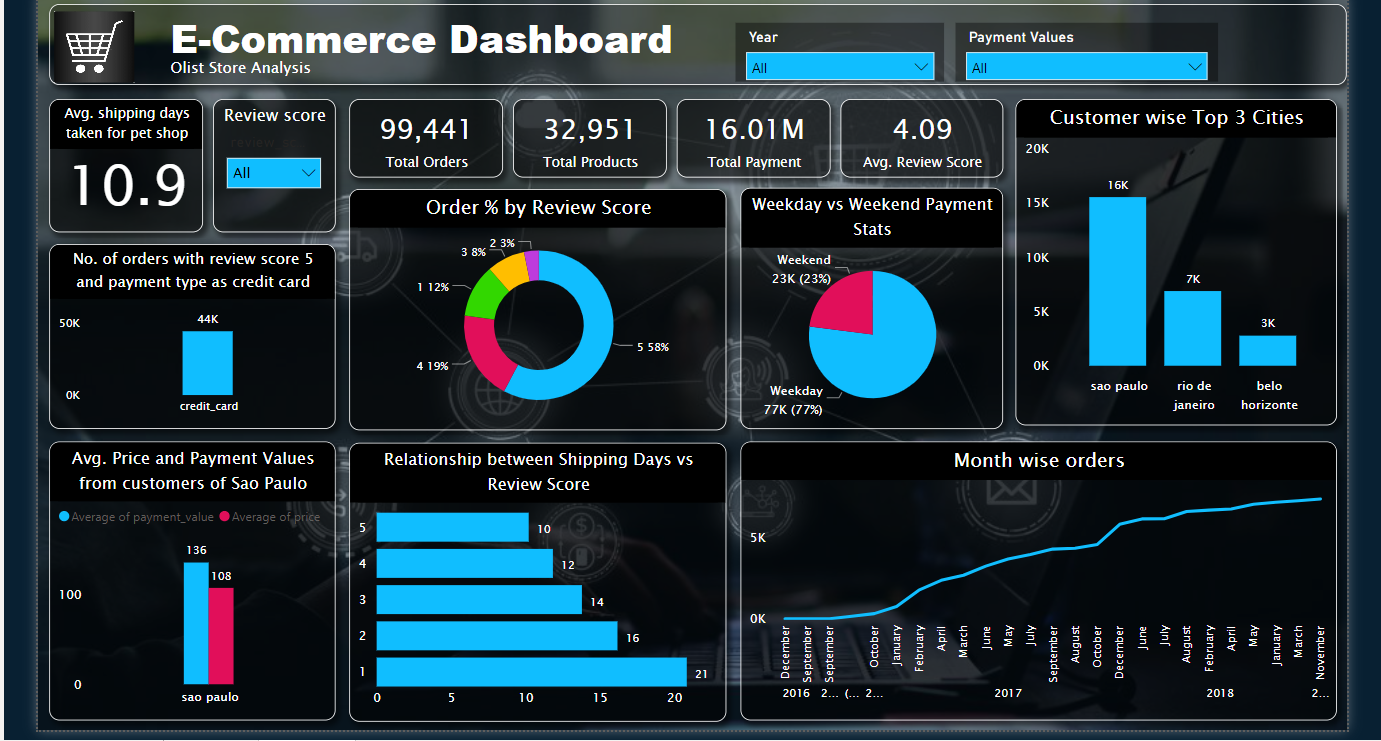 E-Commerce Dashboard
Olist Store Analysis
Year
All
Payment Values
All
Avg. shipping days
taken for pet shop
10.9
Review score
All
99,441
Total Orders
32,951
Total Products
16.01M
Total Payment
4.09
Avg. Review Score
Customer wise Top 3 Cities
20K
15K
10K
5K
0K
16K
7K
3K
sao paulo
rio de
janeiro
belo
horizonte
No. of orders with review score 5
and payment type as credit card
50K
0K
44K
credit_card
Order % by Review Score
2 3%
3 8%
1 12%
4 19%
5 58%
Weekday vs Weekend Payment
Stats
Weekend
23K (23%)
Weekday
77K (77%)
Avg. Price and Payment Values
from customers of Sao Paulo
Average of payment_value
Average of price
100
0
136
108
sao paulo
Relationship between Shipping Days vs
Review Score
5
10
4
12
3
14
2
16
1
21
0
5
10
15
20
Month wise orders
5K
0K
December
September
September
October
January
February
April
March
June
May
July
September
August
October
December
June
July
August
February
April
May
January
March
November
2016
2...
(...
2...
2017
2018
2...